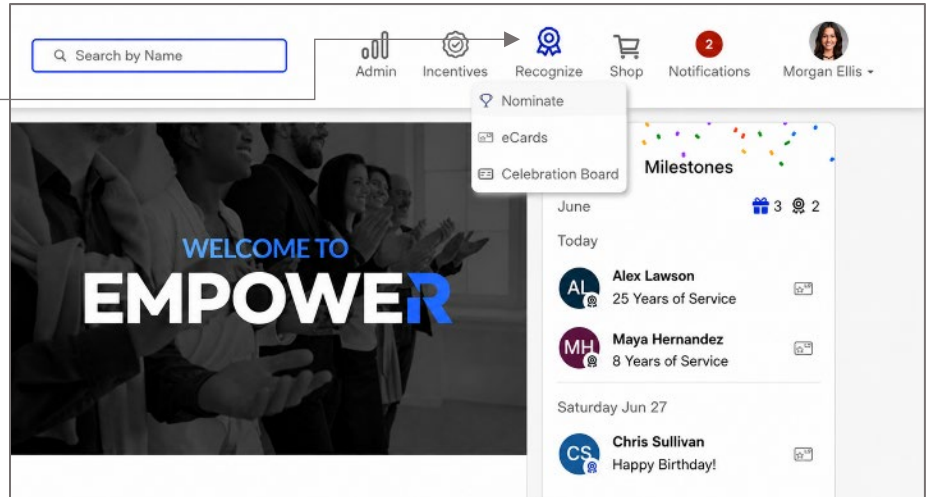 Search by Name
Admin
Incentives
Recognize
Shop
2
Notifications
Morgan Ellis
Nominate
eCards
Celebration Board
WELCOME TO
EMPOWER
Milestones
June
3
2
Today
AL
Alex Lawson
25 Years of Service
MH
Maya Hernandez
8 Years of Service
Saturday Jun 27
CS
Chris Sullivan
Happy Birthday!